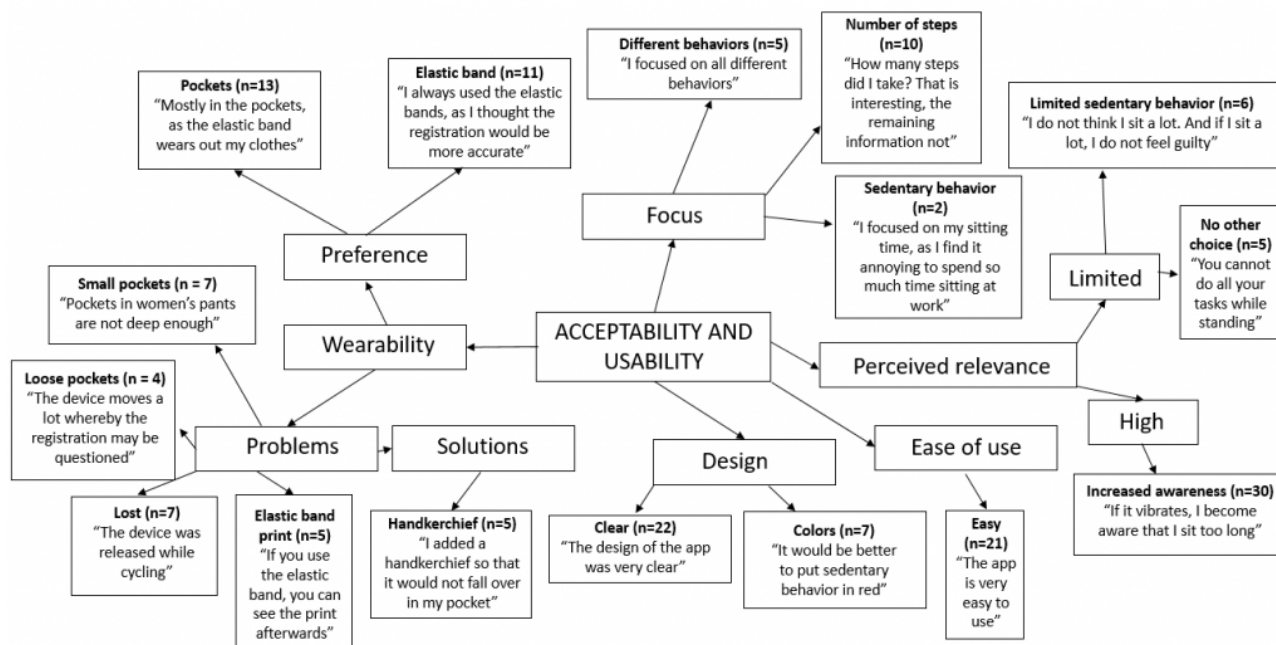 Different behaviors (n=5)
“I focused on all different
behaviors”
Number of steps
(n=10)
“How many steps
did I take? That is
interesting, the
remaining
information not”
Pockets (n=13)
“Mostly in the pockets,
as the elastic band
wears out my clothes”
Elastic band (n=11)
“I always used the elastic
bands, as I thought the
registration would be
more accurate”
Limited sedentary behavior (n=6)
“I do not think I sit a lot. And if I sit a
lot, I do not feel guilty”
Focus
Sedentary behavior
(n=2)
“I focused on my sitting
time, as I find it
annoying to spend so
much time sitting at
work”
No other
choice (n=5)
“You cannot
do all your
tasks while
standing”
Preference
Limited
Small pockets (n = 7)
“Pockets in women’s pants
are not deep enough”
Wearability
ACCEPTABILITY AND
USABILITY
Perceived relevance
Loose pockets (n = 4)
“The device moves a
lot whereby the
registration may be
questioned”
High
Problems
Solutions
Design
Ease of use
Increased awareness (n=30)
“If it vibrates, I become
aware that I sit too long”
Lost (n=7)
“The device was
released while
cycling”
Elastic band
print (n=5)
“If you use
the elastic
band, you can
see the print
afterwards”
Handkerchief (n=5)
“I added a
handkerchief so that
it would not fall over
in my pocket”
Clear (n=22)
“The design of the app
was very clear”
Colors (n=7)
“It would be better
to put sedentary
behavior in red”
Easy
(n=21)
“The app
is very
easy to
use”